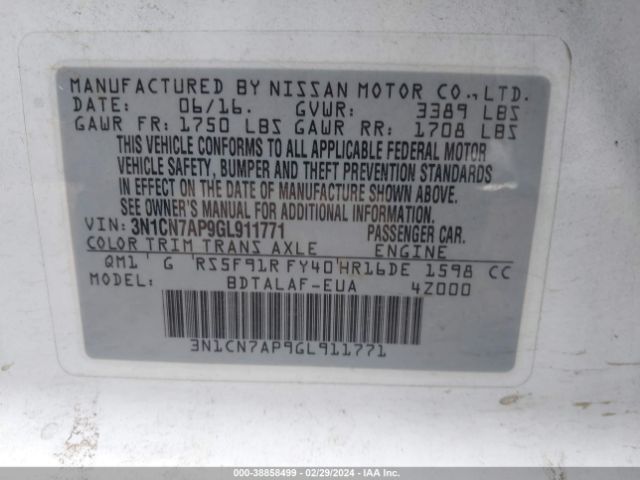 MANUFACTURED BY NISSAN MOTOR CO., LTD.
DATE: 06/16. GVWR: 3389 LBS
GAWR FR: 1750 LBS GAWR RR: 1708 LBS
THIS VEHICLE CONFORMS TO ALL APPLICABLE FEDERAL MOTOR
VEHICLE SAFETY, BUMPER AND THEFT PREVENTION STANDARDS
IN EFFECT ON THE DATE OF MANUFACTURE SHOWN ABOVE.
SEE OWNER'S MANUAL FOR ADDITIONAL INFORMATION.
VIN: 3N1CN7AP9GL911771 PASSENGER CAR.
COLOR TRIM TRANS AXLE ENGINE
QM1 G RS5F91R FY40 HR16DE 1598 CC
MODEL: BDTALAF-EUA 4Z000
3N1CN7AP9GL911771
000-38858499 - 02/29/2024 - IAA Inc.